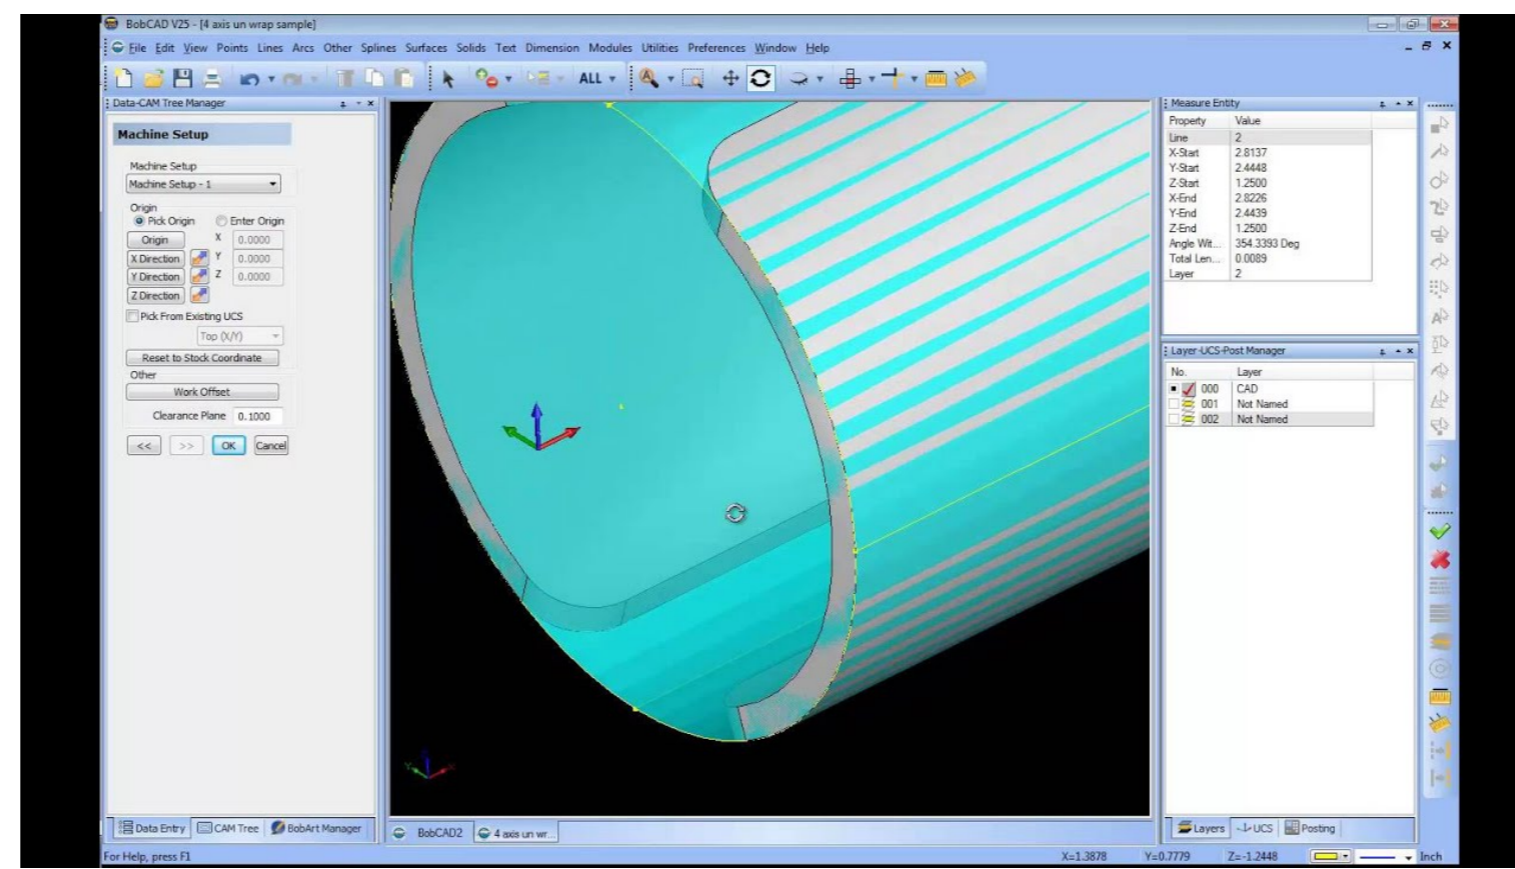 BobCAD V25 - [4 axis un wrap sample]
File Edit View Points Lines Arcs Other Splines Surfaces Solids Text Dimension Modules Utilities Preferences Window Help
ALL
Data-CAM Tree Manager
Machine Setup
Machine Setup
Machine Setup - 1
Origin
Pick Origin Enter Origin
Origin X 0.0000
X Direction Y 0.0000
Y Direction Z 0.0000
Z Direction
Pick From Existing UCS
Top (X/Y)
Reset to Stock Coordinate
Other
Work Offset
Clearance Plane 0.1000
<< >> OK Cancel
Data Entry CAM Tree BobArt Manager
BobCAD2 4 axis un wr...
Measure Entity
Property Value
Line 2
X-Start 2.8137
Y-Start 2.4448
Z-Start 1.2500
X-End 2.8226
Y-End 2.4439
Z-End 1.2500
Angle Wit... 354.3393 Deg
Total Len... 0.0089
Layer 2
Layer-UCS-Post Manager
No. Layer
000 CAD
001 Not Named
002 Not Named
Layers UCS Posting
For Help, press F1
X=1.3878 Y=0.7779 Z=-1.2448 Inch